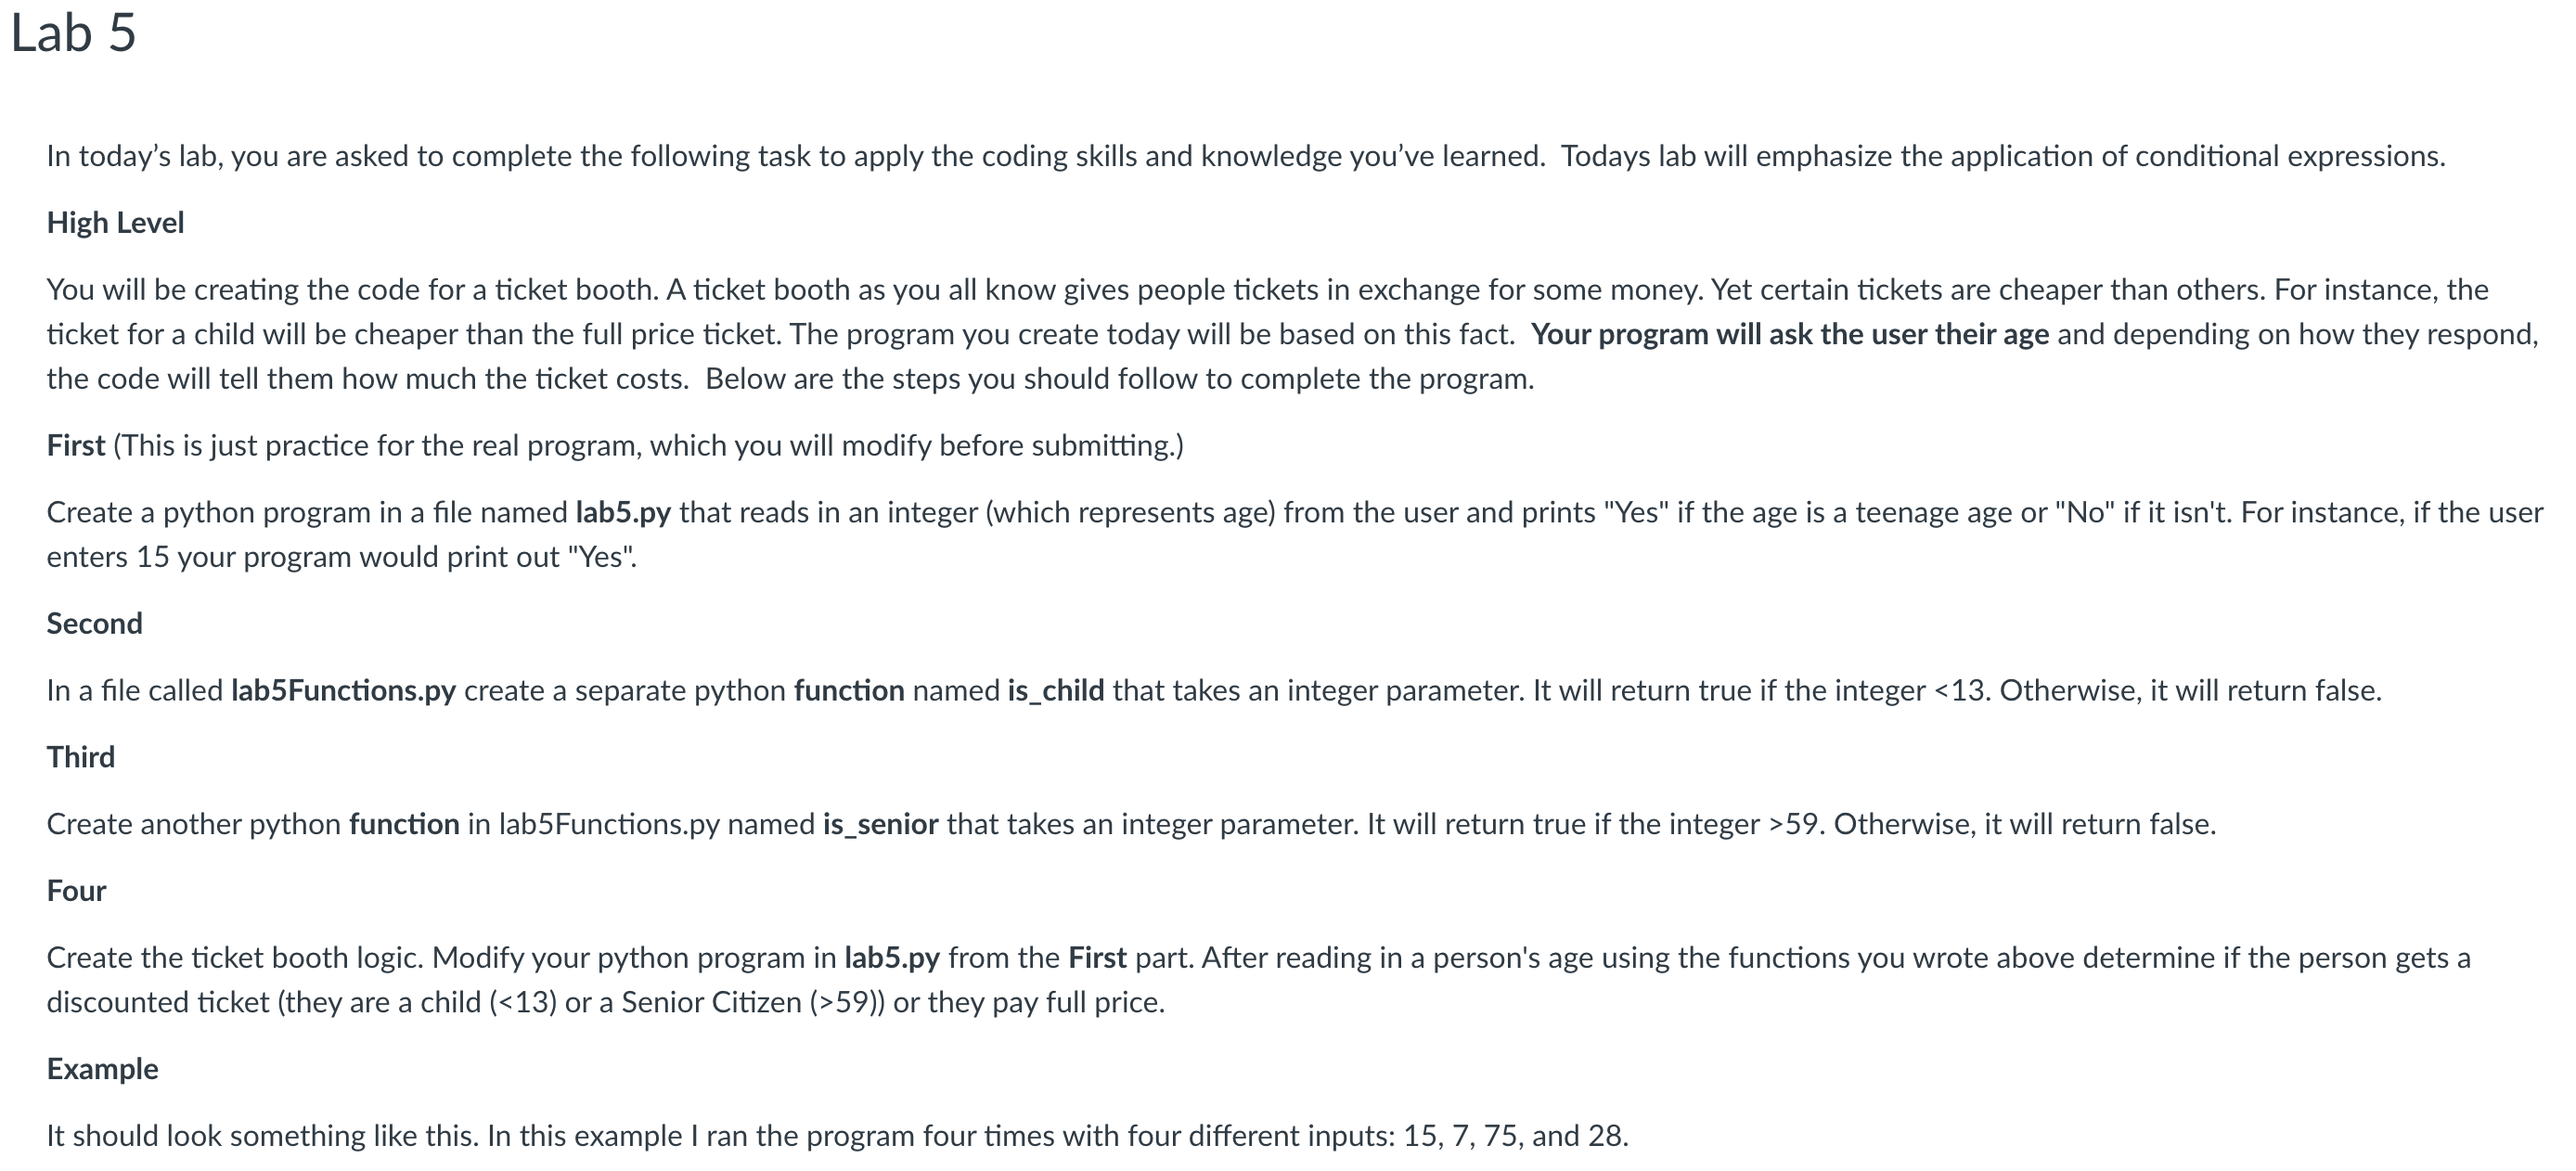 Lab 5
In today’s lab, you are asked to complete the following task to apply the coding skills and knowledge you’ve learned.  Todays lab will emphasize the application of conditional expressions.
High Level
You will be creating the code for a ticket booth. A ticket booth as you all know gives people tickets in exchange for some money. Yet certain tickets are cheaper than others. For instance, the
ticket for a child will be cheaper than the full price ticket. The program you create today will be based on this fact.  Your program will ask the user their age and depending on how they respond,
the code will tell them how much the ticket costs.  Below are the steps you should follow to complete the program.
First (This is just practice for the real program, which you will modify before submitting.)
Create a python program in a file named lab5.py that reads in an integer (which represents age) from the user and prints "Yes" if the age is a teenage age or "No" if it isn't. For instance, if the user
enters 15 your program would print out "Yes".
Second
In a file called lab5Functions.py create a separate python function named is_child that takes an integer parameter. It will return true if the integer <13. Otherwise, it will return false.
Third
Create another python function in lab5Functions.py named is_senior that takes an integer parameter. It will return true if the integer >59. Otherwise, it will return false.
Four
Create the ticket booth logic. Modify your python program in lab5.py from the First part. After reading in a person's age using the functions you wrote above determine if the person gets a
discounted ticket (they are a child (<13) or a Senior Citizen (>59)) or they pay full price.
Example
It should look something like this. In this example I ran the program four times with four different inputs: 15, 7, 75, and 28.